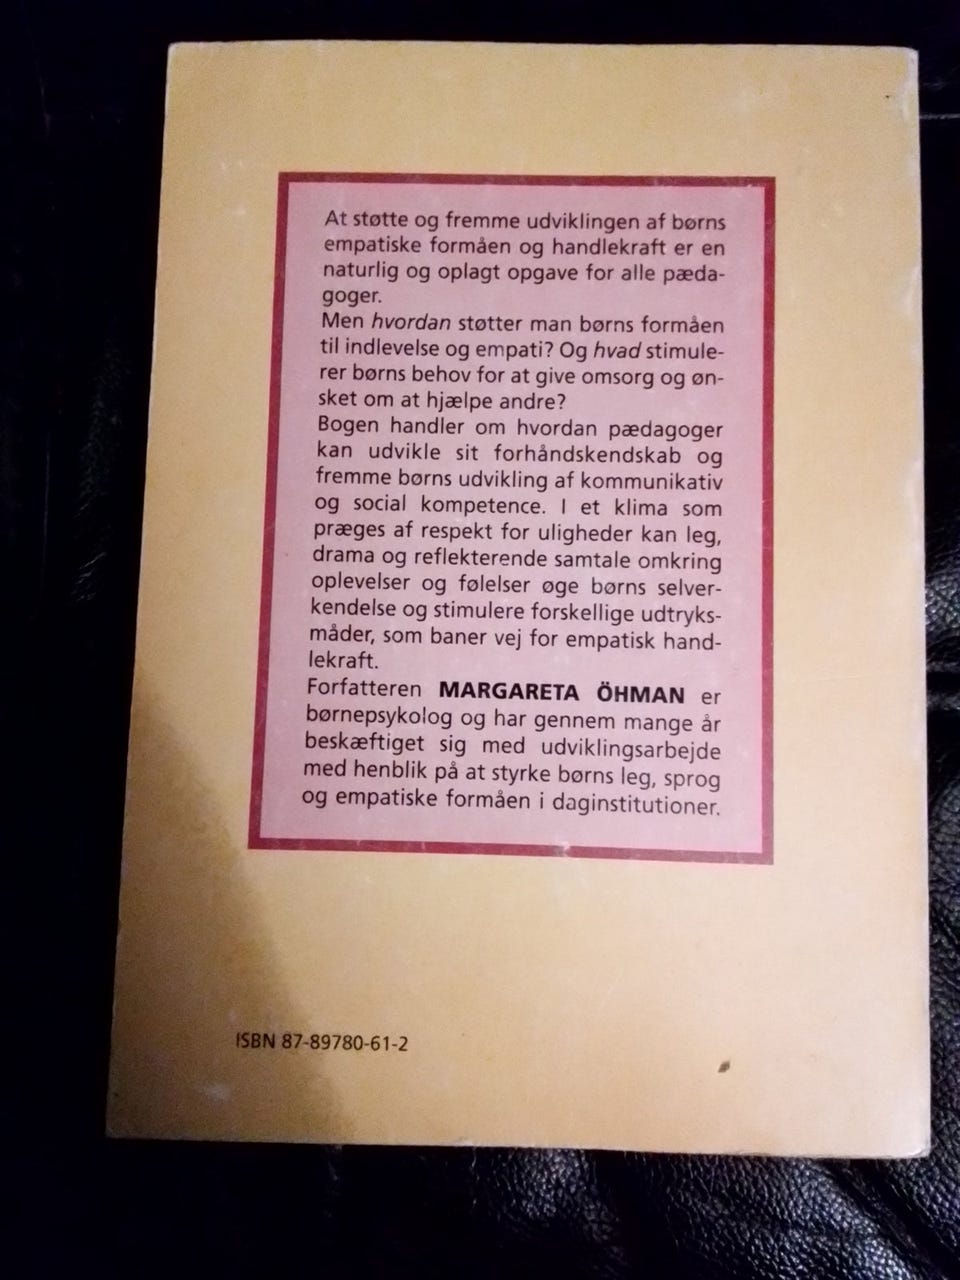 At støtte og fremme udviklingen af børns
empatiske formåen og handlekraft er en
naturlig og oplagt opgave for alle pæda-
goger.
Men hvordan støtter man børns formåen
til indlevelse og empati? Og hvad stimule-
rer børns behov for at give omsorg og øn-
sket om at hjælpe andre?
Bogen handler om hvordan pædagoger
kan udvikle sit forhåndskendskab og
fremme børns udvikling af kommunikativ
og social kompetence. I et klima som
præges af respekt for uligheder kan leg,
drama og reflekterende samtale omkring
oplevelser og følelser øge børns selver-
kendelse og stimulere forskellige udtryks-
måder, som baner vej for empatisk hand-
lekraft.
Forfatteren MARGARETA ÖHMAN er
børnepsykolog og har gennem mange år
beskæftiget sig med udviklingsarbejde
med henblik på at styrke børns leg, sprog
og empatiske formåen i daginstitutioner.
ISBN 87-89780-61-2